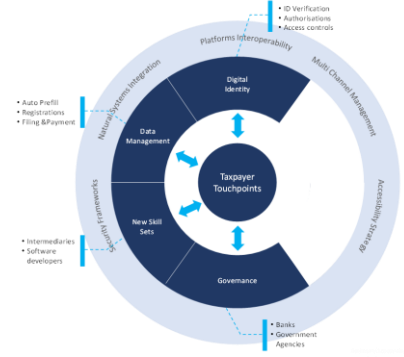 • ID Verification
• Authorisations
• Access controls
Platforms Interoperability
Natural Systems Integration
Multi Channel Management
Digital
Identity
• Auto Prefill
• Registrations
• Filing &Payment
Data
Management
Taxpayer
Touchpoints
Security Frameworks
Accessibility Strategy
New Skill
Sets
• Intermediaries
• Software
developers
Governance
• Banks
• Government
Agencies